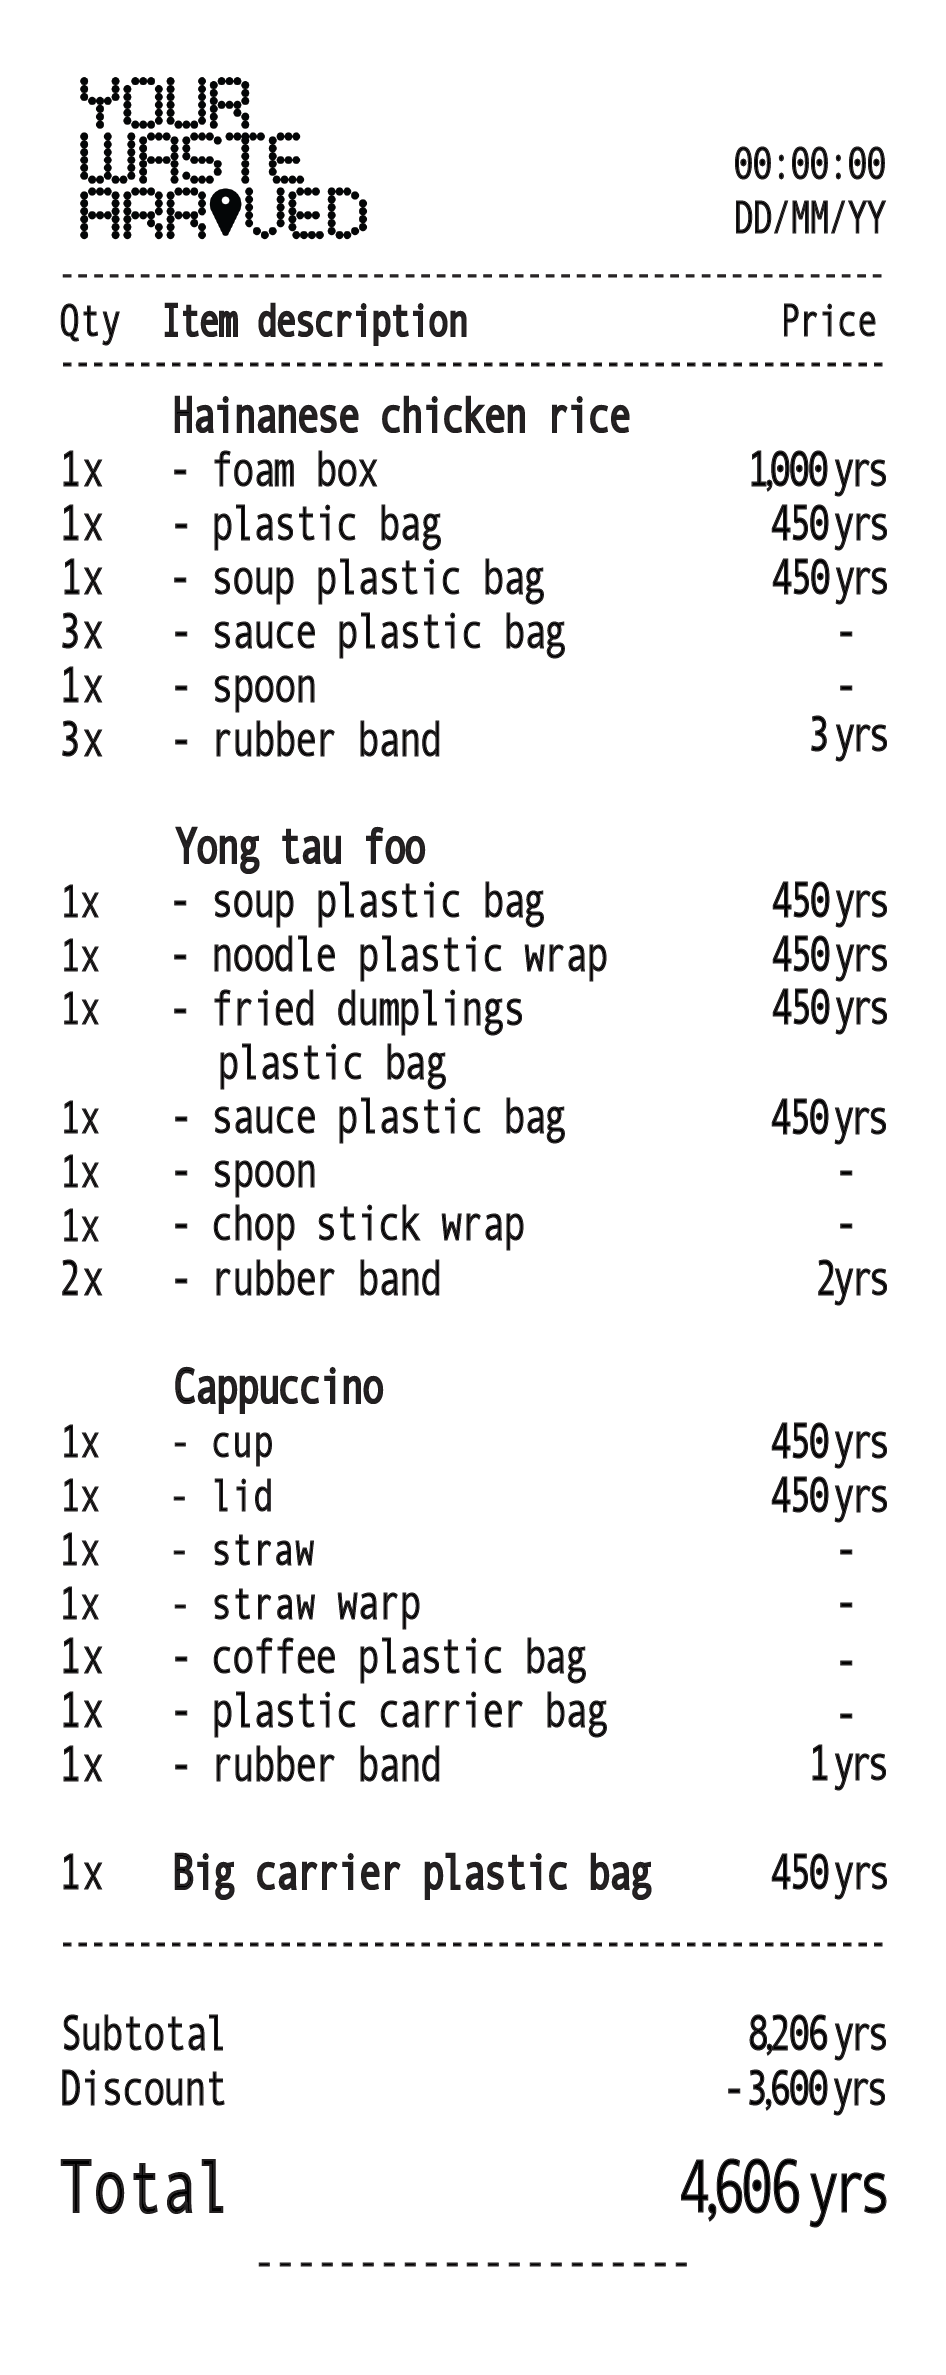 YOUR
WASTE
ARRIVED
00:00:00
DD/MM/YY
Qty Item description Price
Hainanese chicken rice
1x - foam box 1,000 yrs
1x - plastic bag 450 yrs
1x - soup plastic bag 450 yrs
3x - sauce plastic bag -
1x - spoon -
3x - rubber band 3 yrs
Yong tau foo
1x - soup plastic bag 450 yrs
1x - noodle plastic wrap 450 yrs
1x - fried dumplings 450 yrs
plastic bag
1x - sauce plastic bag 450 yrs
1x - spoon -
1x - chop stick wrap -
2x - rubber band 2yrs
Cappuccino
1x - cup 450 yrs
1x - lid 450 yrs
1x - straw -
1x - straw warp -
1x - coffee plastic bag -
1x - plastic carrier bag -
1x - rubber band 1 yrs
1x Big carrier plastic bag 450 yrs
Subtotal 8,206 yrs
Discount -3,600 yrs
Total 4,606 yrs